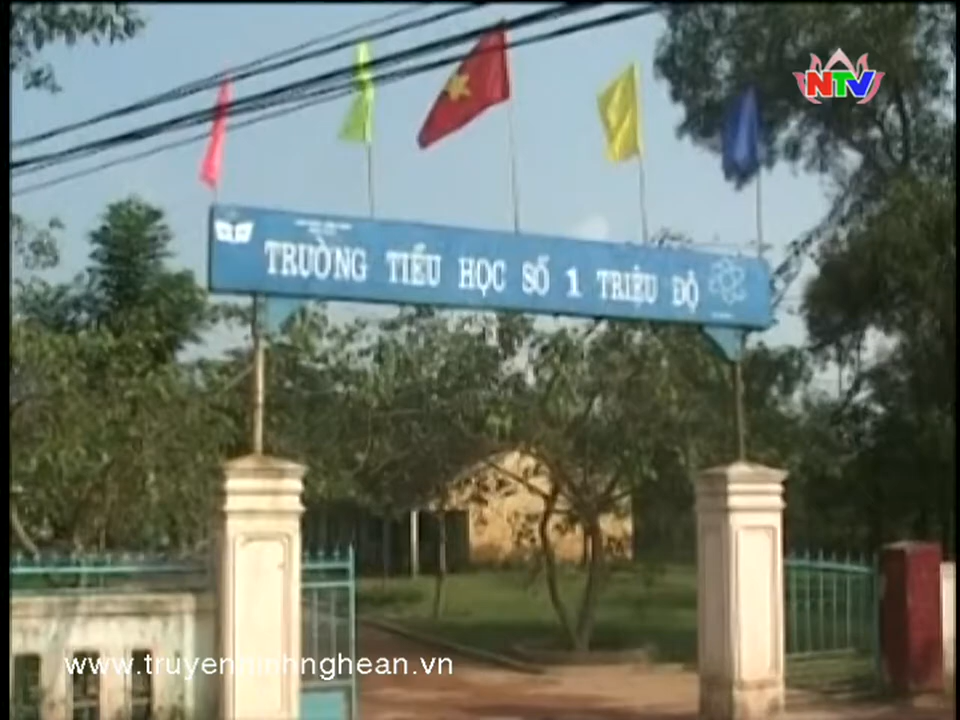 NTV
TRƯỜNG TIỂU HỌC SỐ 1 TRIỆU ĐỘ
www.truyenhinhnghean.vn